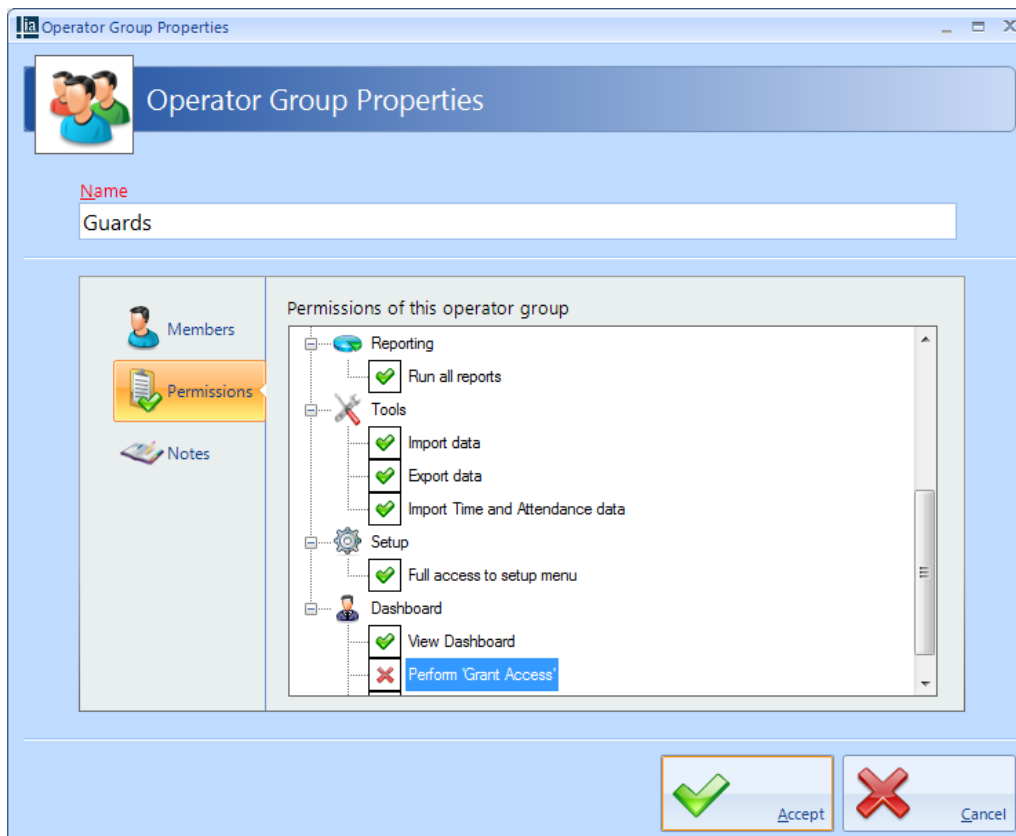 ia Operator Group Properties
Operator Group Properties
Name
Guards
Members
Permissions
Notes
Permissions of this operator group
Reporting
Run all reports
Tools
Import data
Export data
Import Time and Attendance data
Setup
Full access to setup menu
Dashboard
View Dashboard
Perform 'Grant Access'
Accept
Cancel